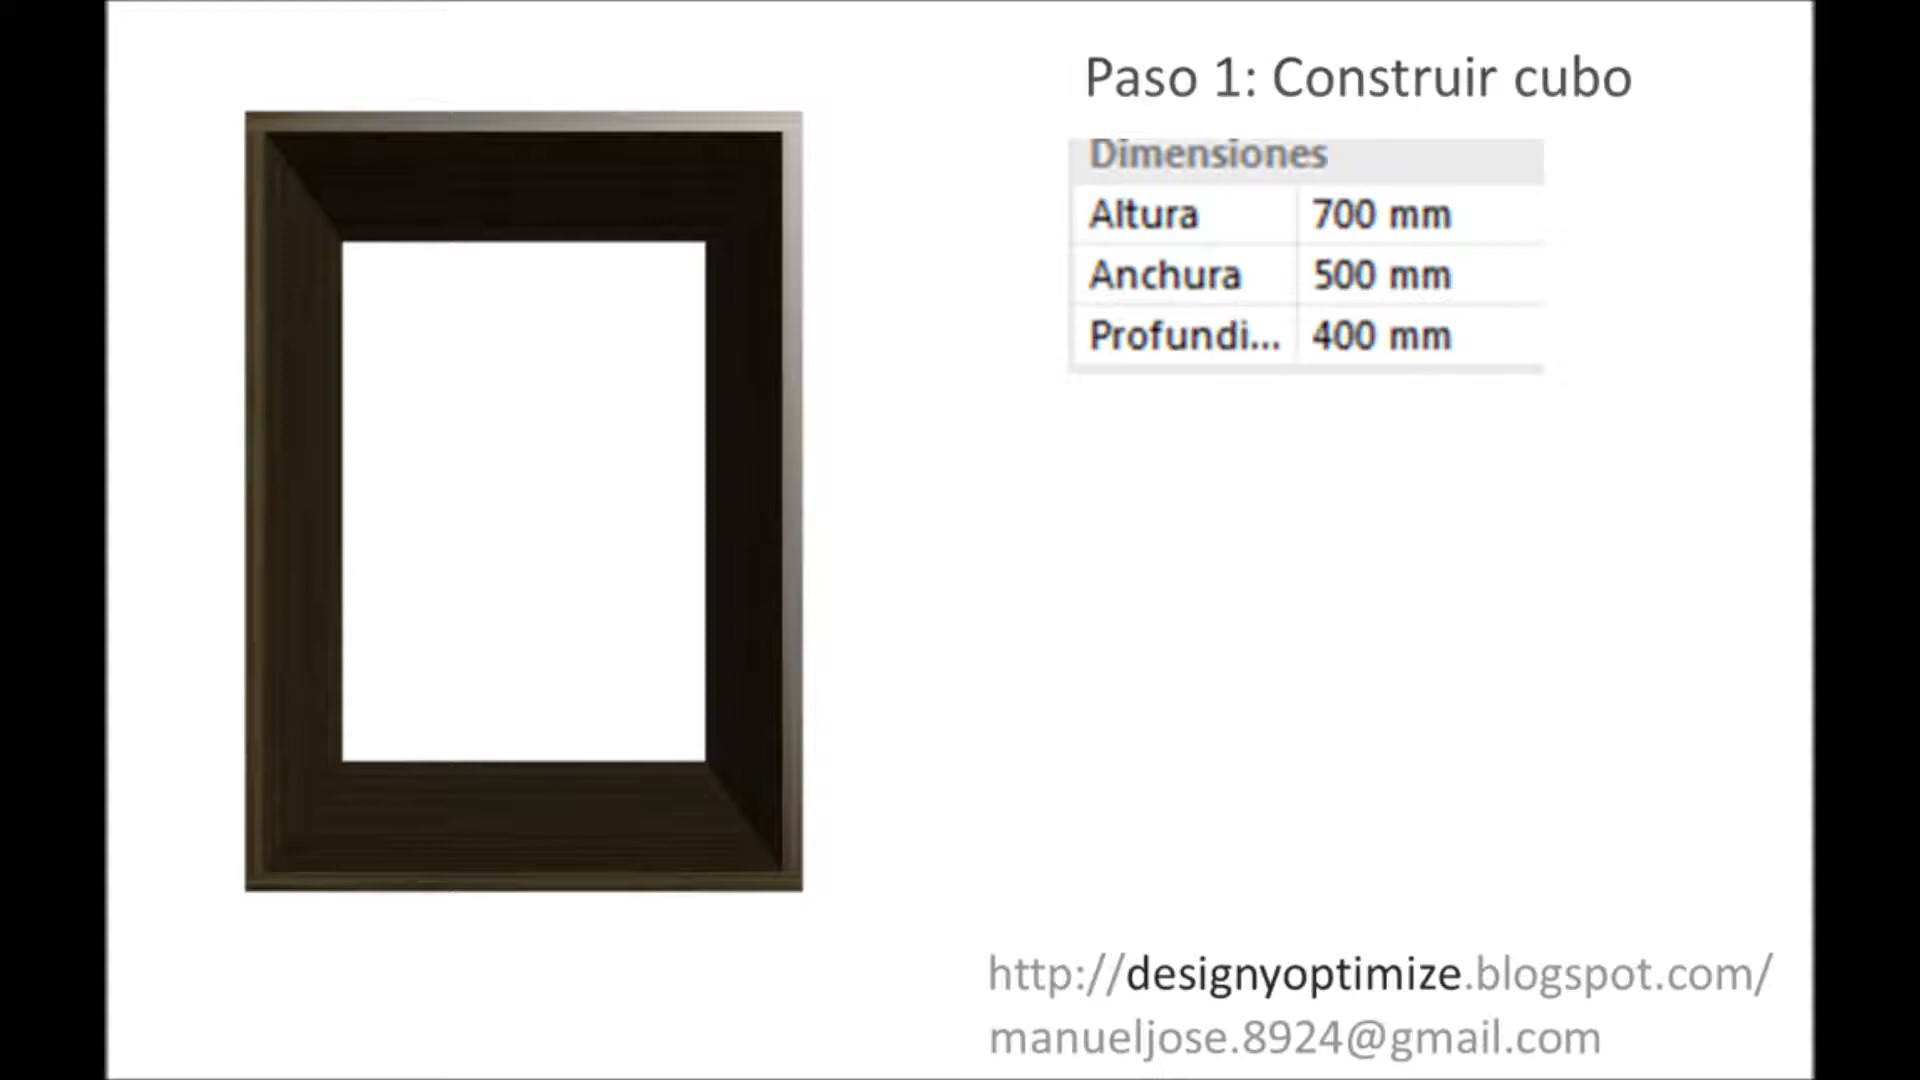 Paso 1: Construir cubo
Dimensiones
Altura 700 mm
Anchura 500 mm
Profundi... 400 mm
http://designyoptimize.blogspot.com/
manueljose.8924@gmail.com